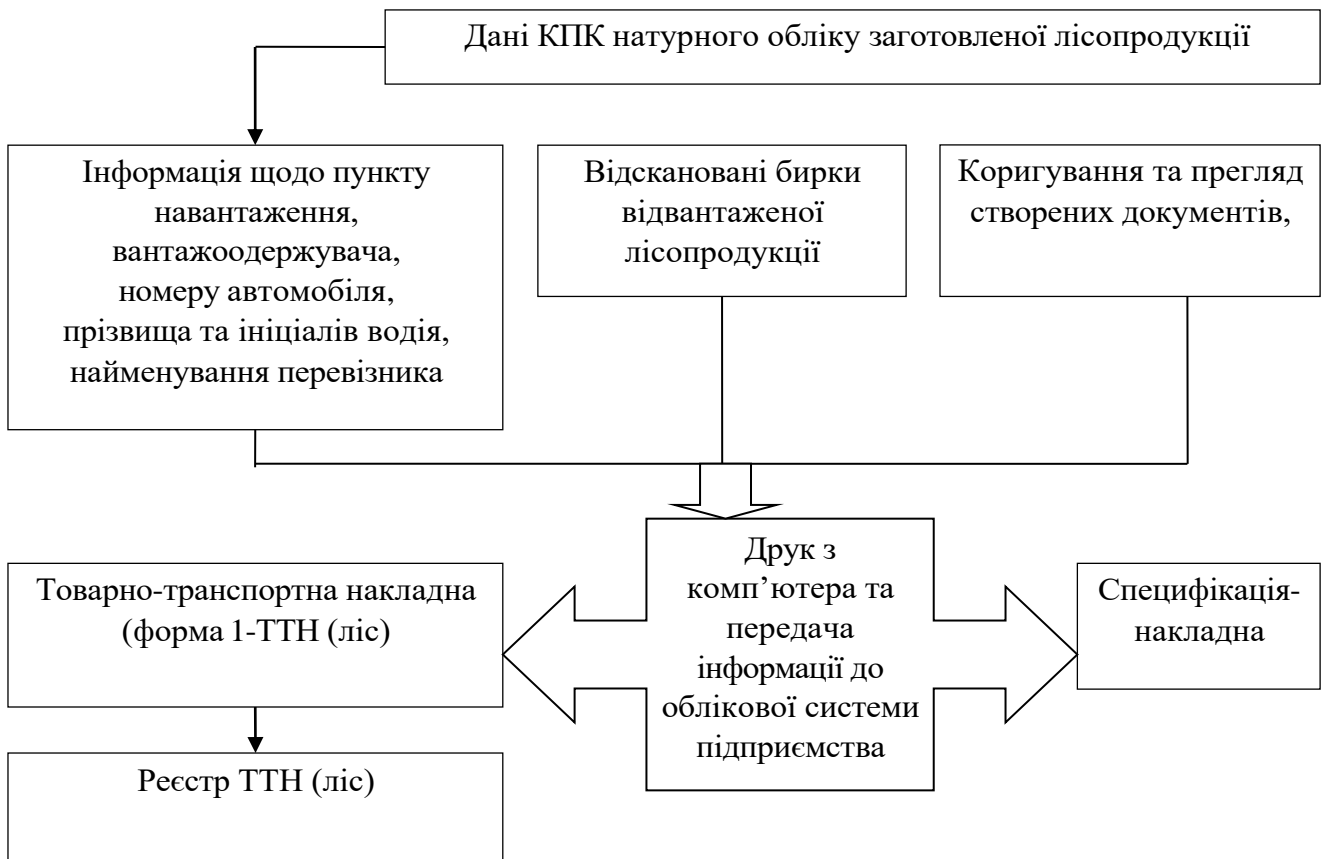 Дані КПК натурного обліку заготовленої лісопродукції
Інформація щодо пункту
навантаження,
вантажоодержувача,
номеру автомобіля,
прізвища та ініціалів водія,
найменування перевізника
Відскановані бирки
відвантаженої
лісопродукції
Коригування та прегляд
створених документів,
Друк з
комп’ютера та
передача
інформації до
облікової системи
підприємства
Товарно-транспортна накладна
(форма 1-ТТН (ліс)
Специфікація-
накладна
Реєстр ТТН (ліс)